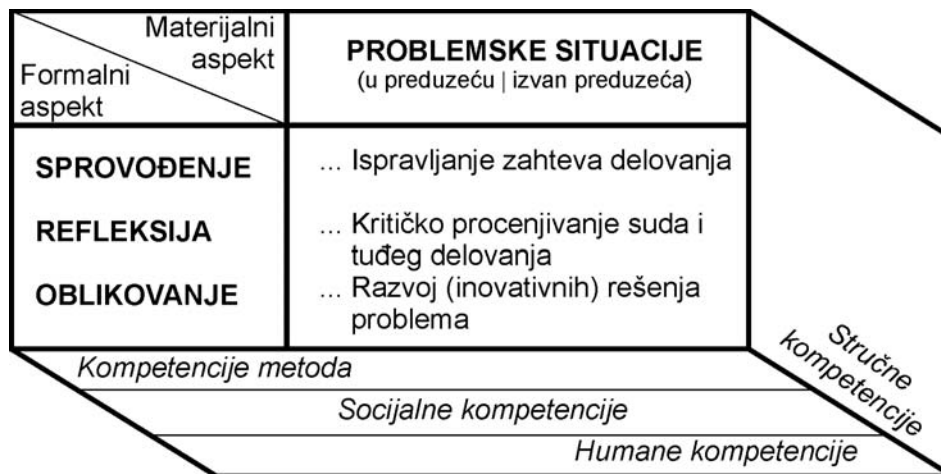 Materijalni
aspekt
Formalni
aspekt
PROBLEMSKE SITUACIJE
(u preduzeću | izvan preduzeća)
SPROVOĐENJE
... Ispravljanje zahteva delovanja
REFLEKSIJA
... Kritičko procenjivanje suda i
tuđeg delovanja
OBLIKOVANJE
... Razvoj (inovativnih) rešenja
problema
Kompetencije metoda
Socijalne kompetencije
Humane kompetencije
Stručne
kompetencije